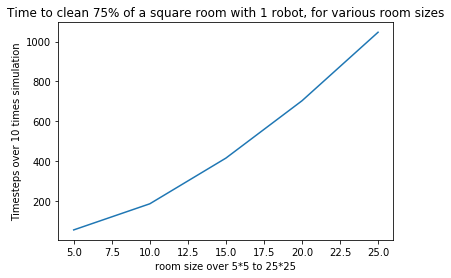 Time to clean 75% of a square room with 1 robot, for various room sizes
Timesteps over 10 times simulation
1000
800
600
400
200
5.0 7.5 10.0 12.5 15.0 17.5 20.0 22.5 25.0
room size over 5*5 to 25*25